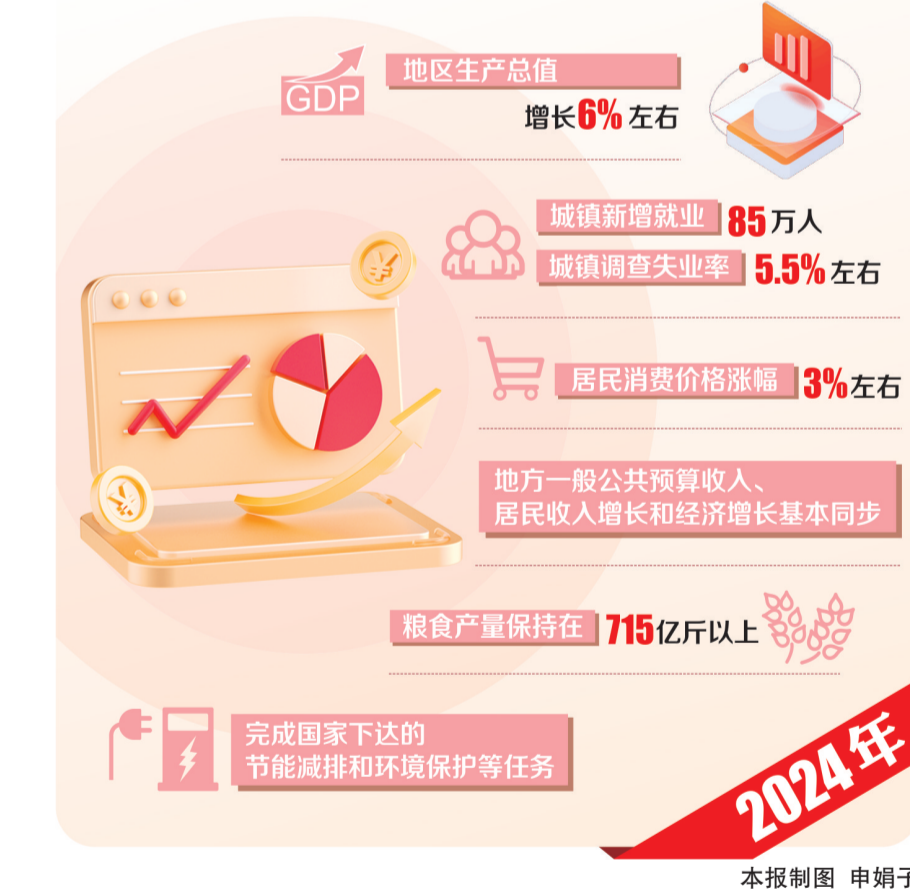 GDP
地区生产总值
增长6%左右
城镇新增就业 85万人
城镇调查失业率 5.5%左右
居民消费价格涨幅 3%左右
地方一般公共预算收入、
居民收入增长和经济增长基本同步
粮食产量保持在 715亿斤以上
完成国家下达的
节能减排和环境保护等任务
2024年
本报制图 申娟子